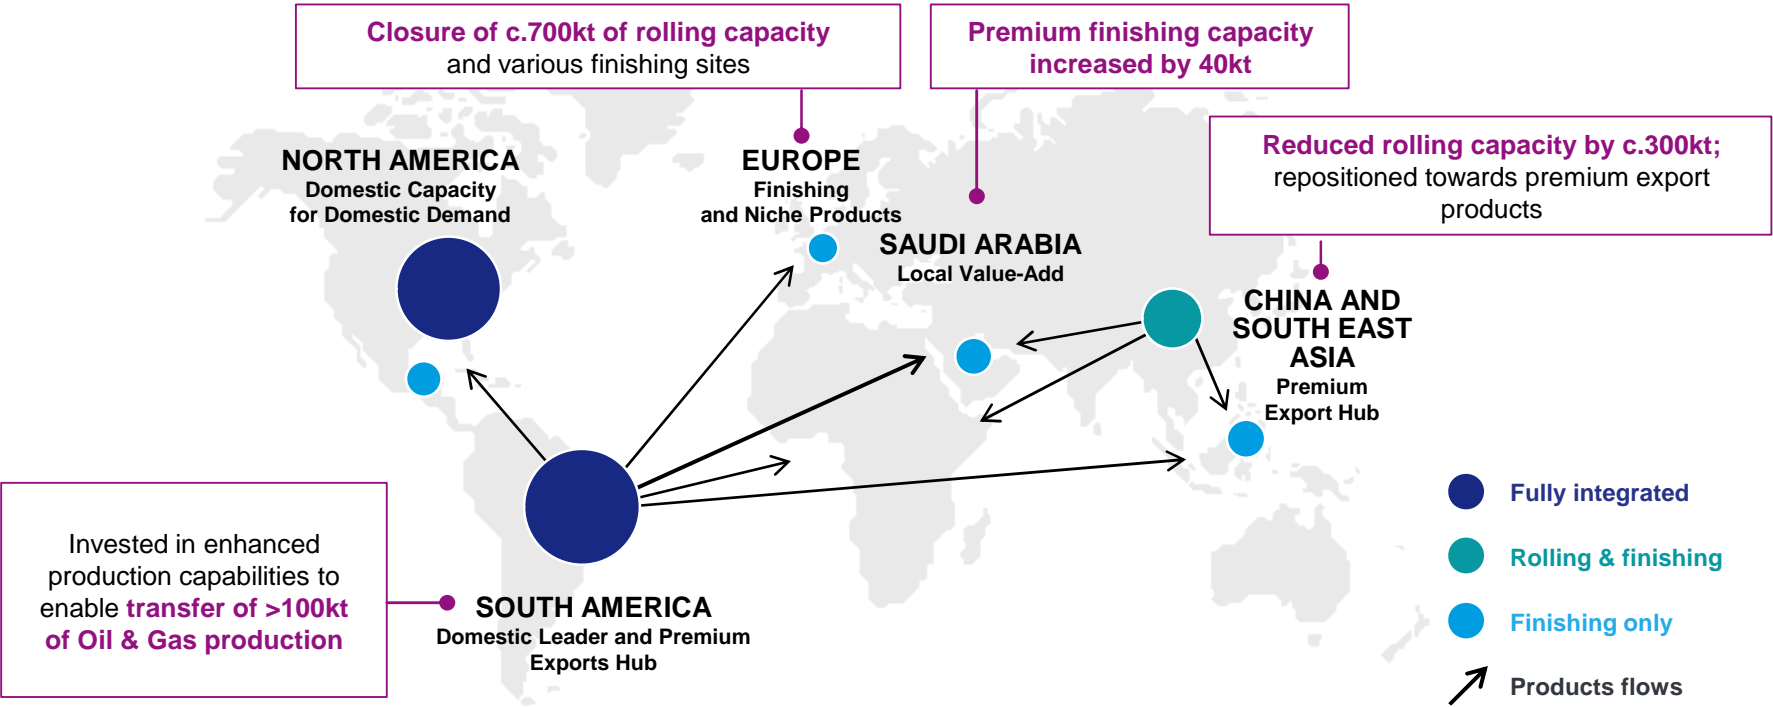 Closure of c.700kt of rolling capacity
and various finishing sites
Premium finishing capacity
increased by 40kt
Reduced rolling capacity by c.300kt;
repositioned towards premium export
products
NORTH AMERICA
Domestic Capacity
for Domestic Demand
EUROPE
Finishing
and Niche Products
SAUDI ARABIA
Local Value-Add
CHINA AND
SOUTH EAST
ASIA
Premium
Export Hub
Invested in enhanced
production capabilities to
enable transfer of >100kt
of Oil & Gas production
SOUTH AMERICA
Domestic Leader and Premium
Exports Hub
Fully integrated
Rolling & finishing
Finishing only
Products flows